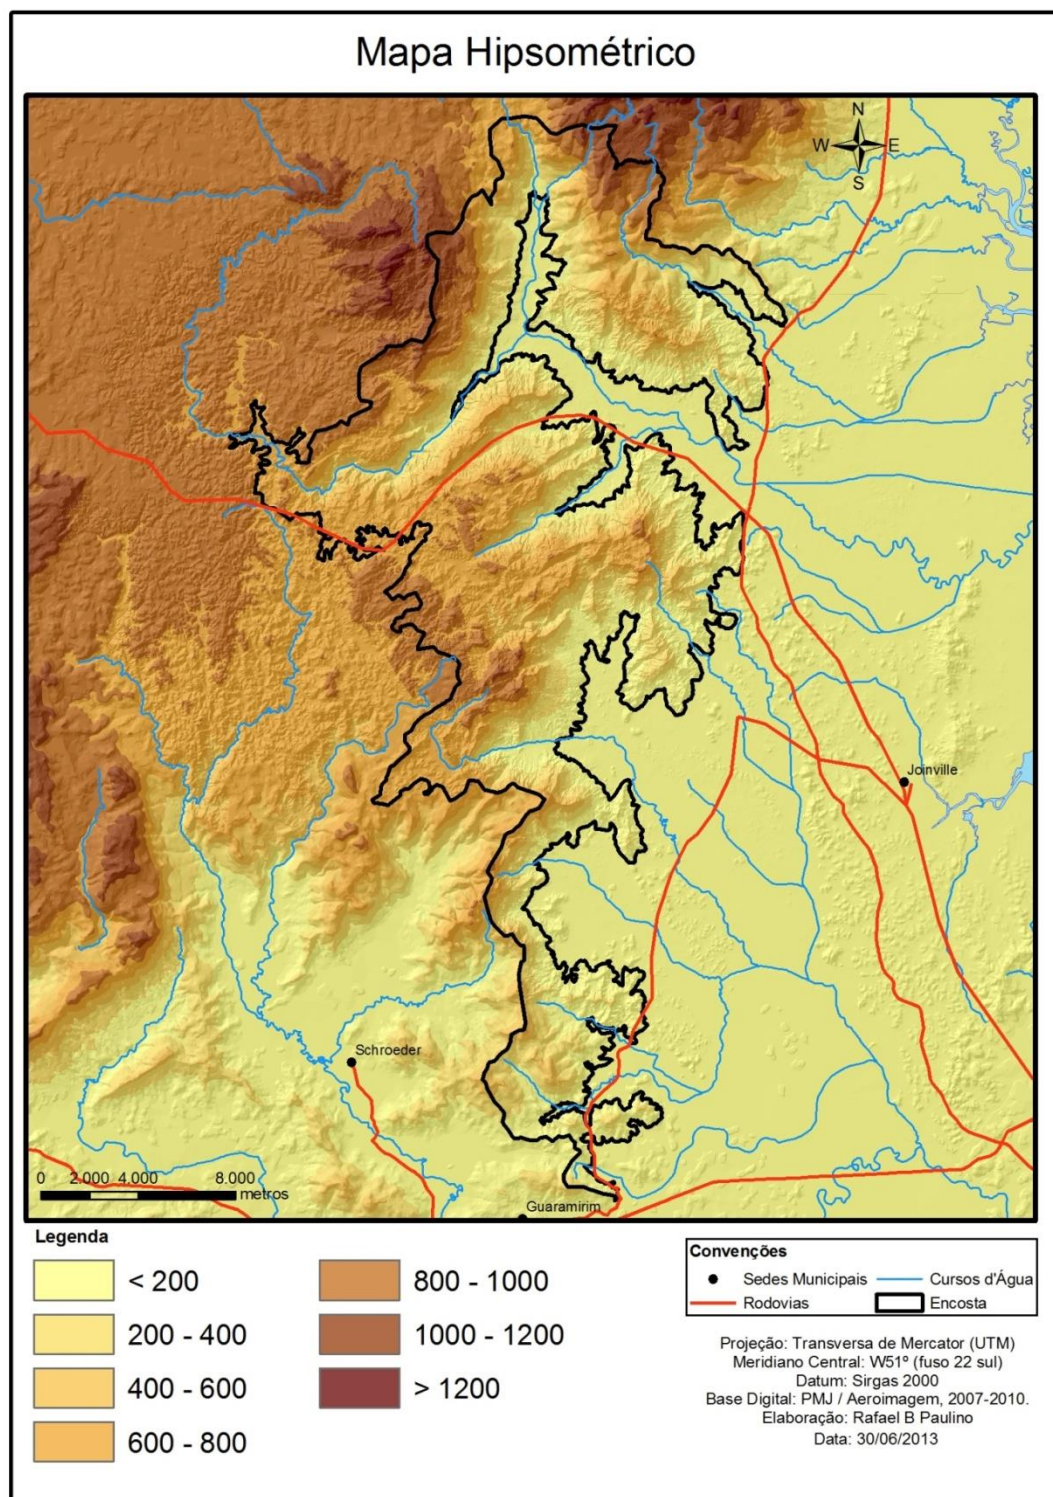 Mapa Hipsométrico
N
W E
S
Joinville
Schroeder
0 2.000 4.000 8.000
metros
Guaramirim
Legenda
< 200
200 - 400
400 - 600
600 - 800
800 - 1000
1000 - 1200
> 1200
Convenções
Sedes Municipais Cursos d'Água
Rodovias Encosta
Projeção: Transversa de Mercator (UTM)
Meridiano Central: W51º (fuso 22 sul)
Datum: Sirgas 2000
Base Digital: PMJ / Aeroimagem, 2007-2010.
Elaboração: Rafael B Paulino
Data: 30/06/2013